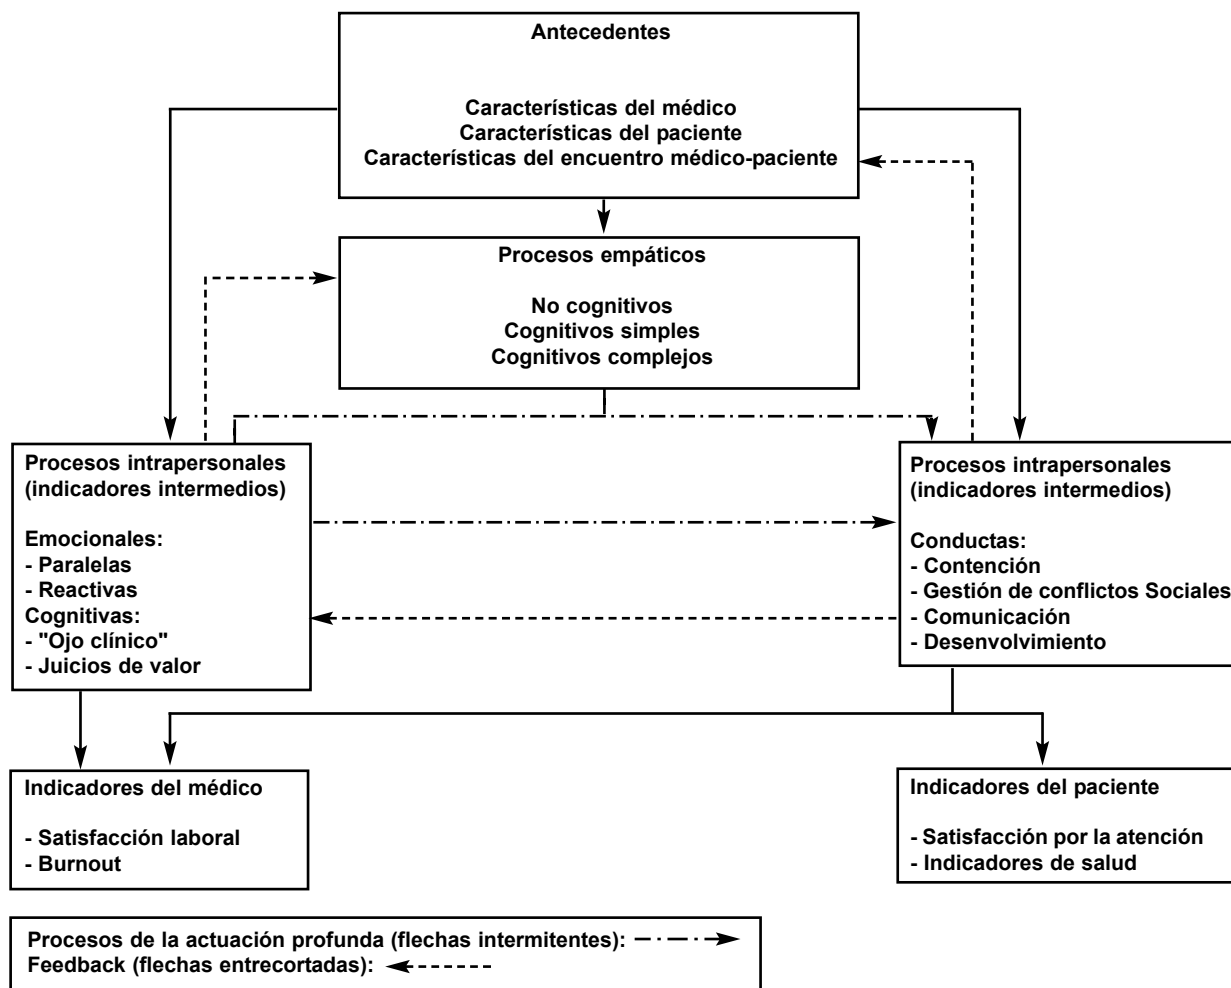 Antecedentes
Características del médico
Características del paciente
Características del encuentro médico-paciente
Procesos empáticos
No cognitivos
Cognitivos simples
Cognitivos complejos
Procesos intrapersonales
(indicadores intermedios)
Emocionales:
- Paralelas
- Reactivas
Cognitivas:
- "Ojo clínico"
- Juicios de valor
Procesos intrapersonales
(indicadores intermedios)
Conductas:
- Contención
- Gestión de conflictos Sociales
- Comunicación
- Desenvolvimiento
Indicadores del médico
- Satisfacción laboral
- Burnout
Indicadores del paciente
- Satisfacción por la atención
- Indicadores de salud
Procesos de la actuación profunda (flechas intermitentes):
Feedback (flechas entrecortadas):